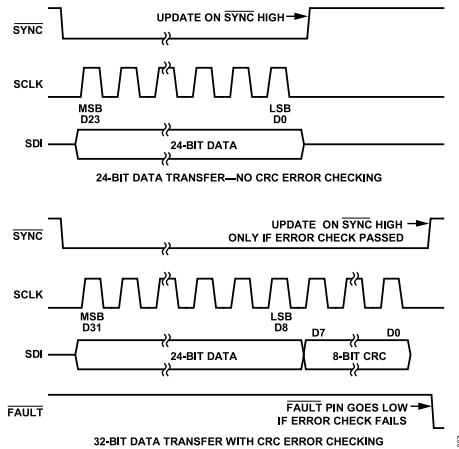 UPDATE ON SYNC HIGH
SYNC
SCLK
MSB
D23
LSB
D0
SDI
24-BIT DATA
24-BIT DATA TRANSFER—NO CRC ERROR CHECKING
UPDATE ON SYNC HIGH
ONLY IF ERROR CHECK PASSED
SYNC
SCLK
MSB
D31
LSB
D8
D7
D0
SDI
24-BIT DATA
8-BIT CRC
FAULT
FAULT PIN GOES LOW
IF ERROR CHECK FAILS
32-BIT DATA TRANSFER WITH CRC ERROR CHECKING